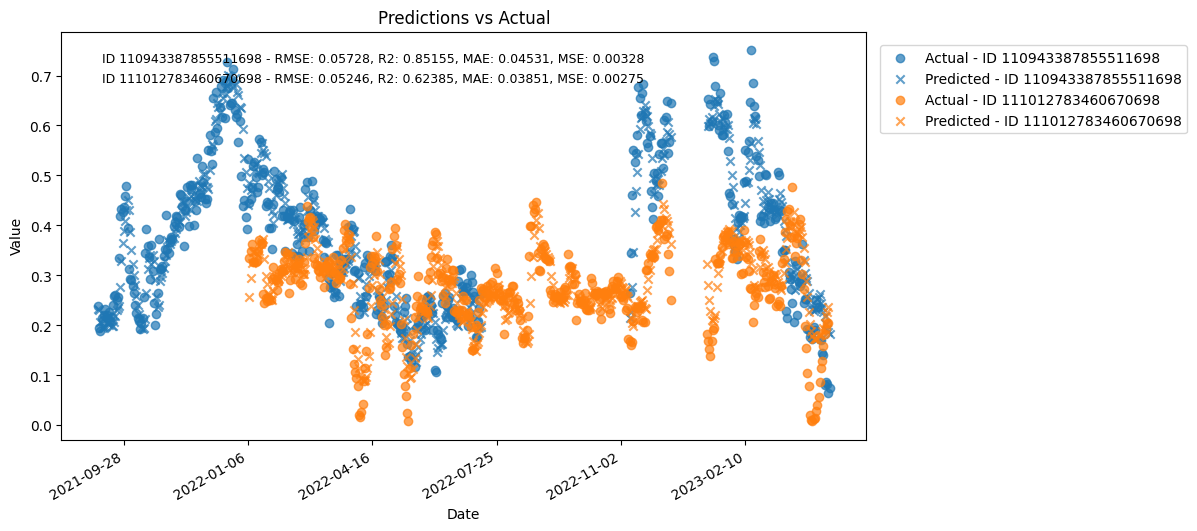 Predictions vs Actual
ID 110943387855511698 - RMSE: 0.05728, R2: 0.85155, MAE: 0.04531, MSE: 0.00328
ID 111012783460670698 - RMSE: 0.05246, R2: 0.62385, MAE: 0.03851, MSE: 0.00275
Actual - ID 110943387855511698
Predicted - ID 110943387855511698
Actual - ID 111012783460670698
Predicted - ID 111012783460670698
Value
0.7
0.6
0.5
0.4
0.3
0.2
0.1
0.0
2021-09-28
2022-01-06
2022-04-16
2022-07-25
2022-11-02
2023-02-10
Date